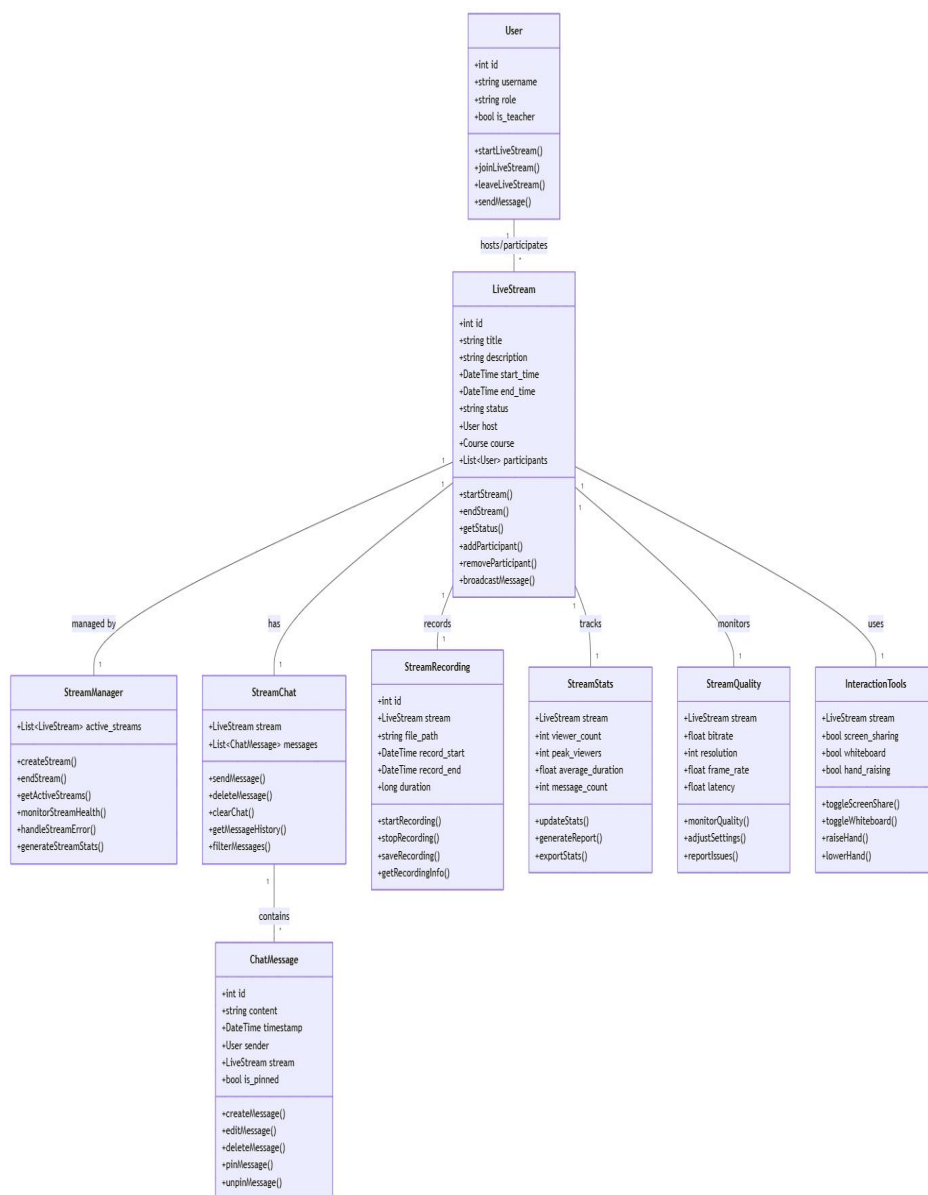 User
+int id
+string username
+string role
+bool is_teacher
+startLiveStream()
+joinLiveStream()
+leaveLiveStream()
+sendMessage()
1
hosts/participates
*
LiveStream
+int id
+string title
+string description
+DateTime start_time
+DateTime end_time
+string status
+User host
+Course course
+List<User> participants
+startStream()
+endStream()
+getStatus()
+addParticipant()
+removeParticipant()
+broadcastMessage()
1
1
1
1
1
1
managed by
has
records
tracks
monitors
uses
1
1
1
1
1
1
StreamManager
+List<LiveStream> active_streams
+createStream()
+endStream()
+getActiveStreams()
+monitorStreamHealth()
+handleStreamError()
+generateStreamStats()
StreamChat
+LiveStream stream
+List<ChatMessage> messages
+sendMessage()
+deleteMessage()
+clearChat()
+getMessageHistory()
+filterMessages()
StreamRecording
+int id
+LiveStream stream
+string file_path
+DateTime record_start
+DateTime record_end
+long duration
+startRecording()
+stopRecording()
+saveRecording()
+getRecordingInfo()
StreamStats
+LiveStream stream
+int viewer_count
+int peak_viewers
+float average_duration
+int message_count
+updateStats()
+generateReport()
+exportStats()
StreamQuality
+LiveStream stream
+float bitrate
+int resolution
+float frame_rate
+float latency
+monitorQuality()
+adjustSettings()
+reportIssues()
InteractionTools
+LiveStream stream
+bool screen_sharing
+bool whiteboard
+bool hand_raising
+toggleScreenShare()
+toggleWhiteboard()
+raiseHand()
+lowerHand()
1
contains
*
ChatMessage
+int id
+string content
+DateTime timestamp
+User sender
+LiveStream stream
+bool is_pinned
+createMessage()
+editMessage()
+deleteMessage()
+pinMessage()
+unpinMessage()